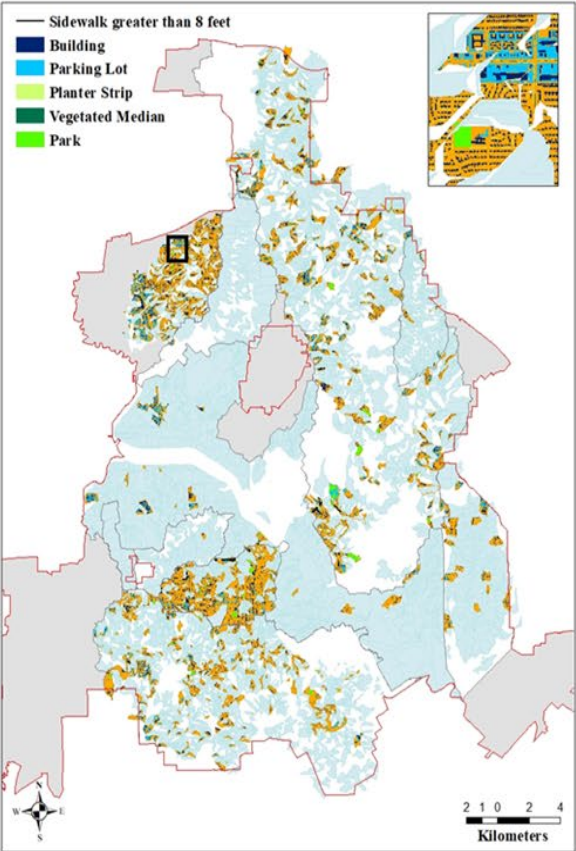 Sidewalk greater than 8 feet
Building
Parking Lot
Planter Strip
Vegetated Median
Park
N
W E
S
2 1 0 2 4
Kilometers